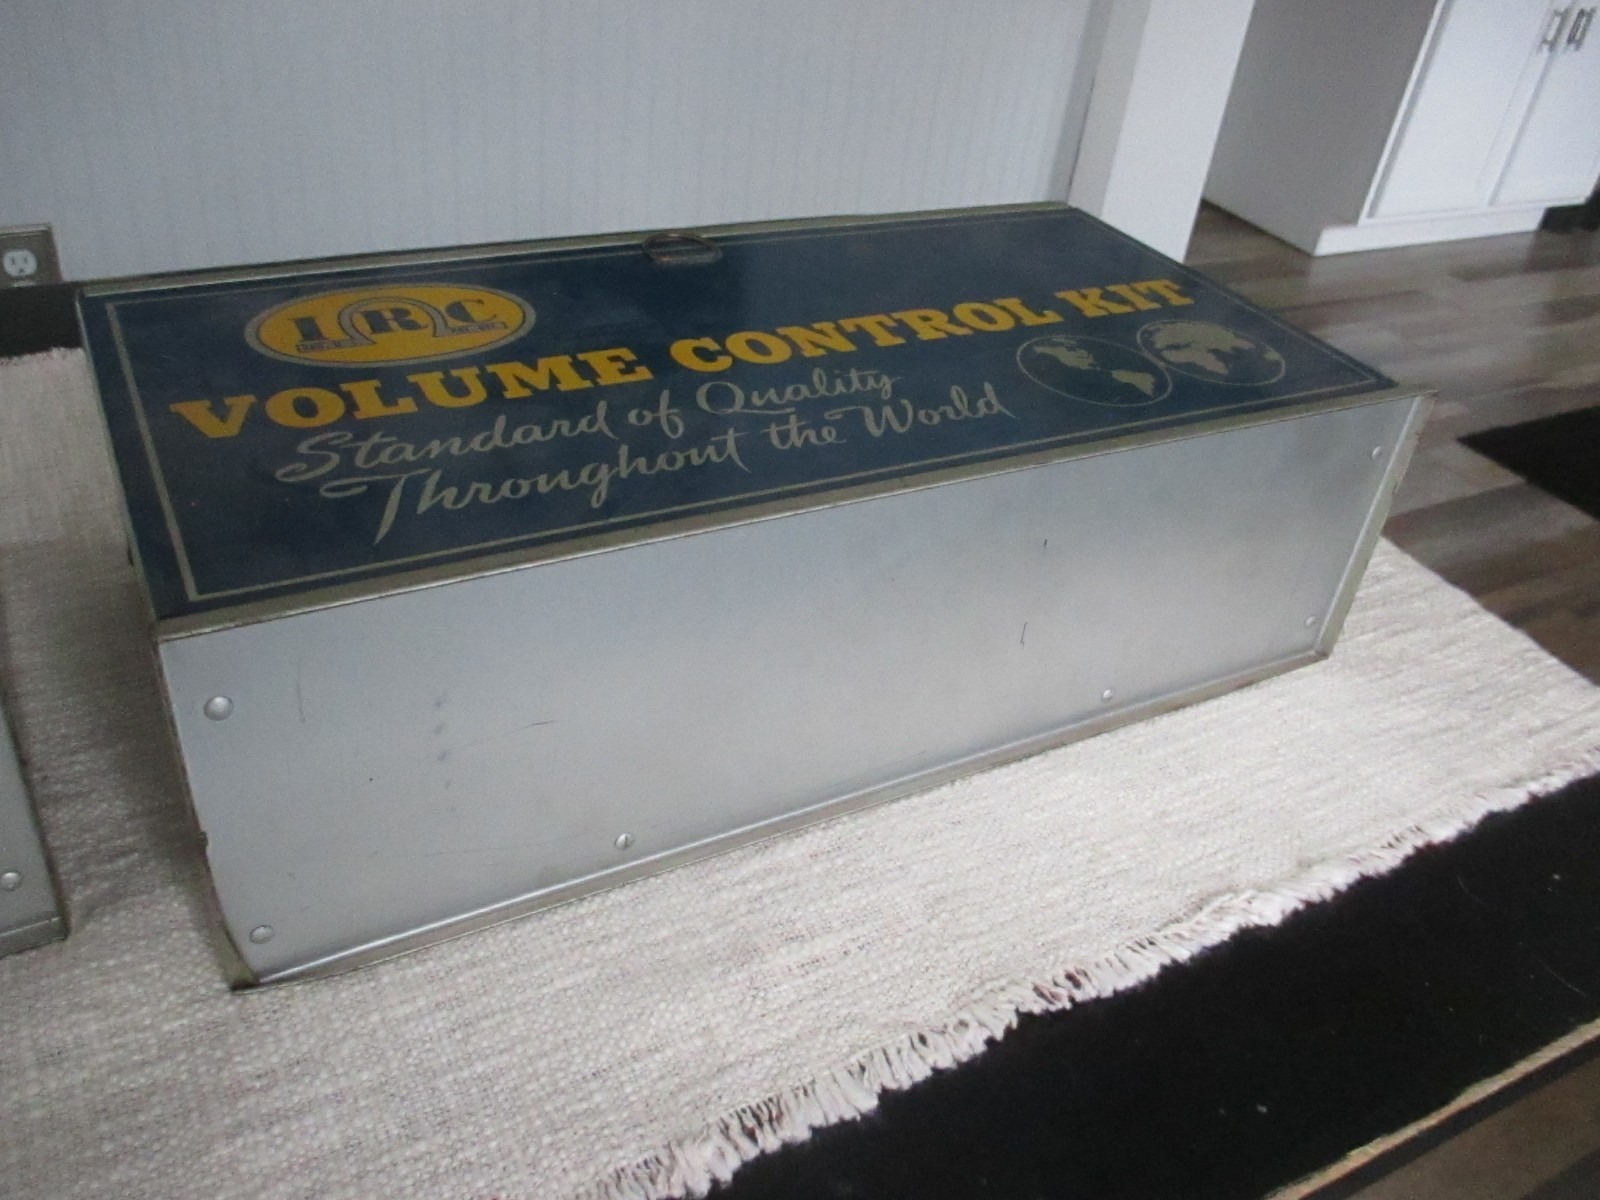 IRC
VOLUME CONTROL KIT
Standard of Quality
Throughout the World